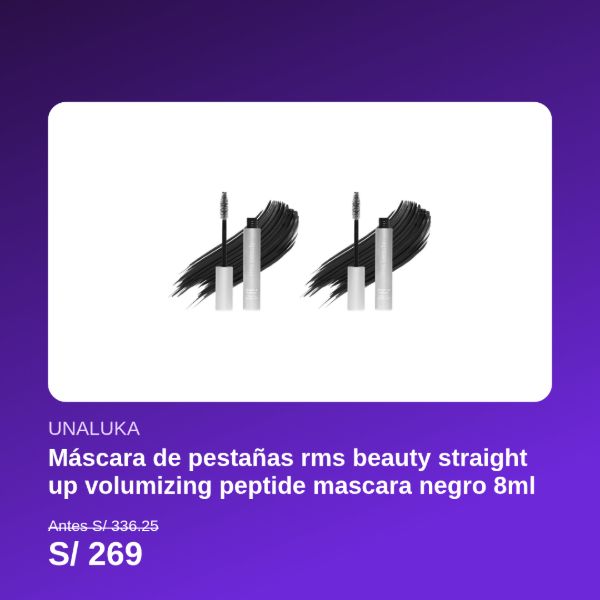 UNALUKA
Máscara de pestañas rms beauty straight
up volumizing peptide mascara negro 8ml
Antes S/ 336.25
S/ 269